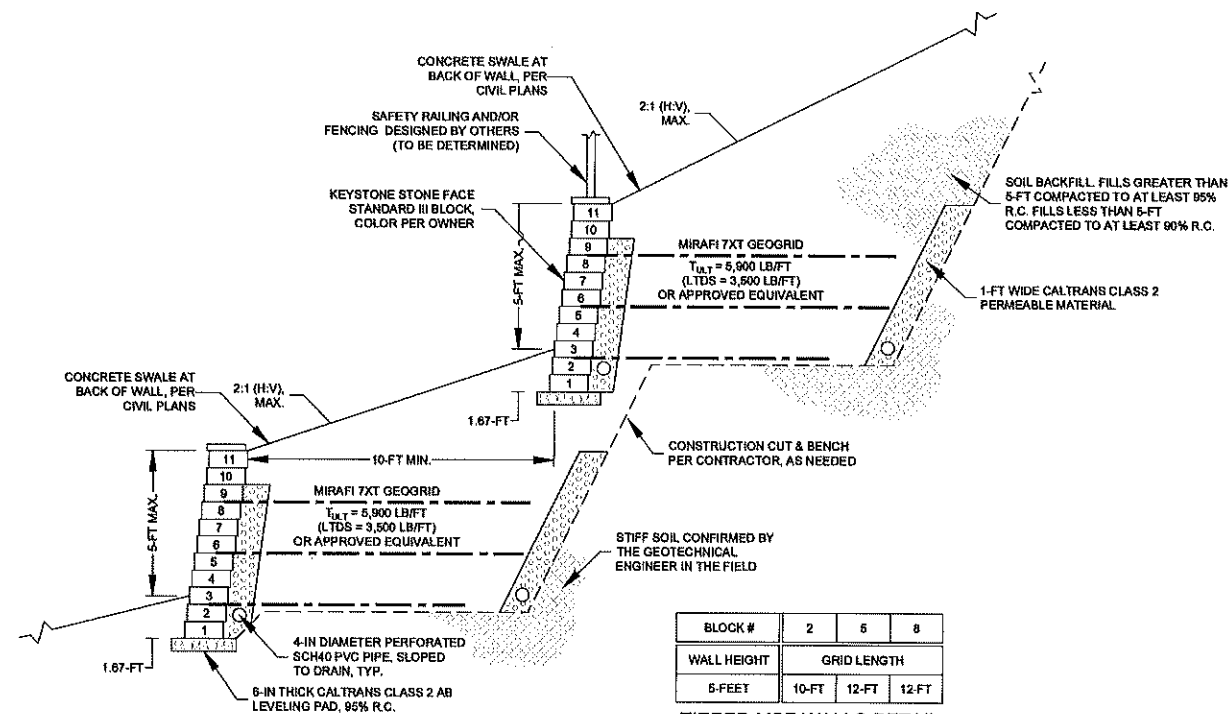 CONCRETE SWALE AT
BACK OF WALL, PER
CIVIL PLANS
2:1 (H:V),
MAX.
SAFETY RAILING AND/OR
FENCING DESIGNED BY OTHERS
(TO BE DETERMINED)
KEYSTONE STONE FACE
STANDARD III BLOCK,
COLOR PER OWNER
SOIL BACKFILL. FILLS GREATER THAN
5-FT COMPACTED TO AT LEAST 95%
R.C. FILLS LESS THAN 5-FT
COMPACTED TO AT LEAST 90% R.C.
11
10
9
8
7
6
5
4
3
2
1
5-FT MAX.
MIRAFI 7XT GEOGRID
TULT = 5,900 LB/FT
(LTDS = 3,500 LB/FT)
OR APPROVED EQUIVALENT
1-FT WIDE CALTRANS CLASS 2
PERMEABLE MATERIAL
CONCRETE SWALE AT
BACK OF WALL, PER
CIVIL PLANS
2:1 (H:V)
MAX.
1.67-FT
10-FT MIN.
CONSTRUCTION CUT & BENCH
PER CONTRACTOR, AS NEEDED
11
10
9
8
7
6
5
4
3
2
1
5-FT MAX.
MIRAFI 7XT GEOGRID
TULT = 5,900 LB/FT
(LTDS = 3,500 LB/FT)
OR APPROVED EQUIVALENT
STIFF SOIL CONFIRMED BY
THE GEOTECHNICAL
ENGINEER IN THE FIELD
1.67-FT
4-IN DIAMETER PERFORATED
SCH40 PVC PIPE, SLOPED
TO DRAIN, TYP.
6-IN THICK CALTRANS CLASS 2 AB
LEVELING PAD, 95% R.C.
BLOCK # 2 5 8
WALL HEIGHT GRID LENGTH
5-FEET 10-FT 12-FT 12-FT